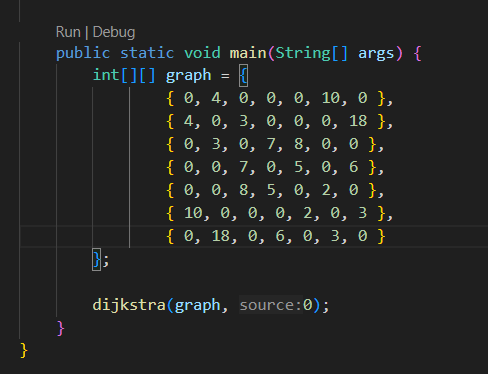 Run | Debug
public static void main(String[] args) {
int[][] graph = {
{ 0, 4, 0, 0, 0, 10, 0 },
{ 4, 0, 3, 0, 0, 0, 18 },
{ 0, 3, 0, 7, 8, 0, 0 },
{ 0, 0, 7, 0, 5, 0, 6 },
{ 0, 0, 8, 5, 0, 2, 0 },
{ 10, 0, 0, 0, 2, 0, 3 },
{ 0, 18, 0, 6, 0, 3, 0 }
};
dijkstra(graph, source:0);
}
}